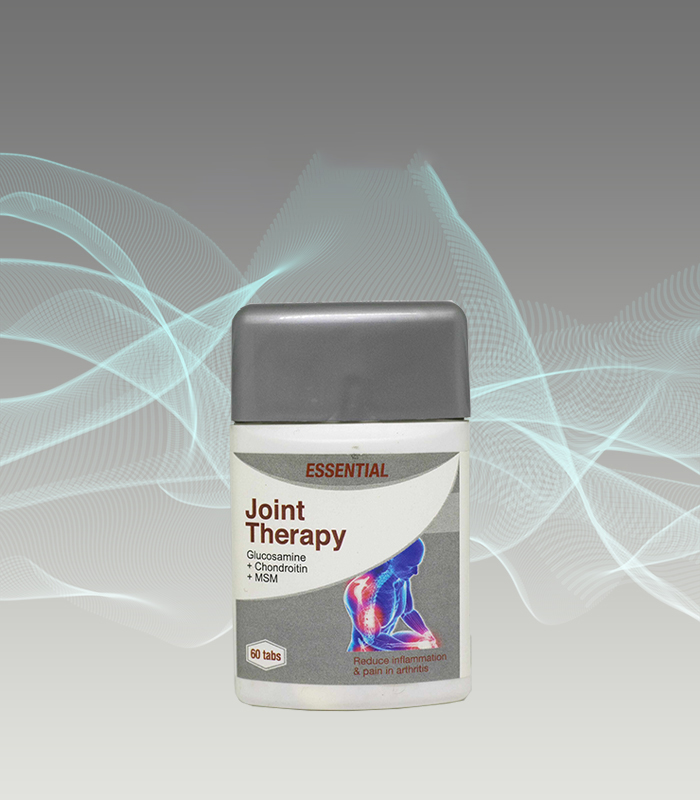 ESSENTIAL
Joint
Therapy
Glucosamine
+ Chondroitin
+ MSM
60 tabs
Reduce inflammation
& pain in arthritis